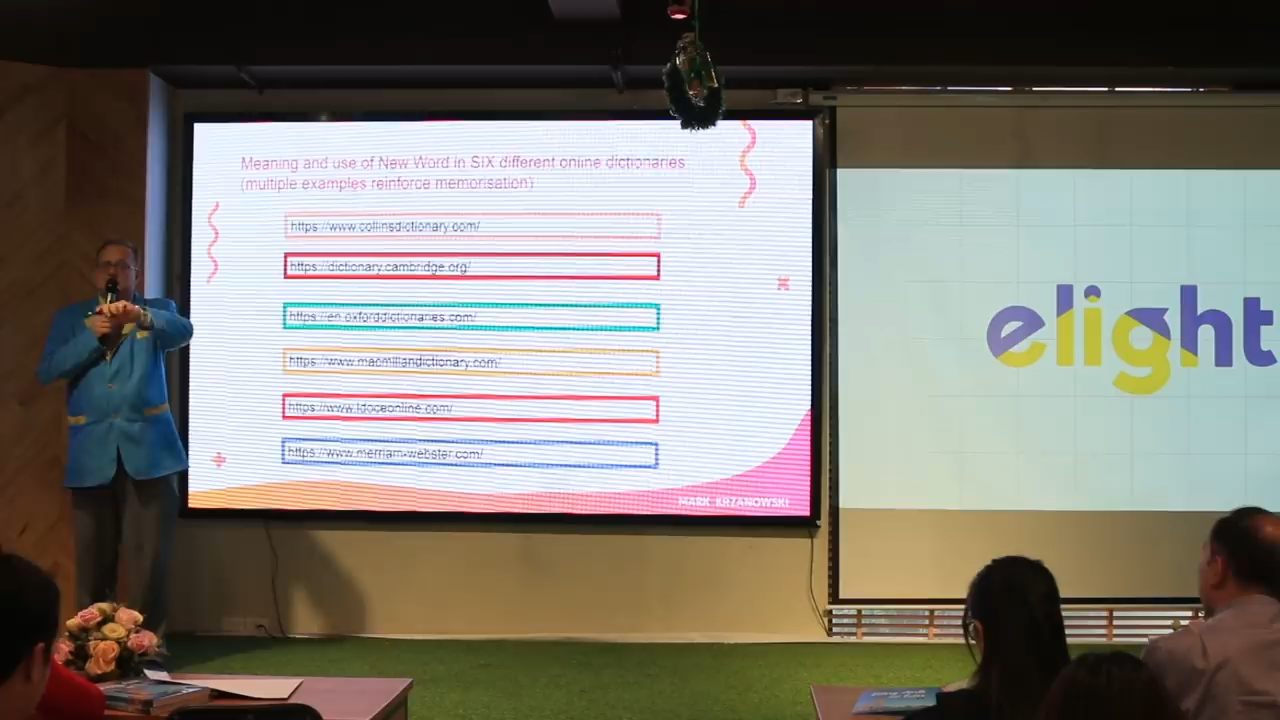 Meaning and use of New Word in SIX different online dictionaries
(multiple examples reinforce memorisation)
https://www.collinsdictionary.com/
https://dictionary.cambridge.org/
https://en.oxforddictionaries.com/
https://www.macmillandictionary.com/
https://www.ldoceonline.com/
https://www.merriam-webster.com/
MARK KRZANOWSKI
elight